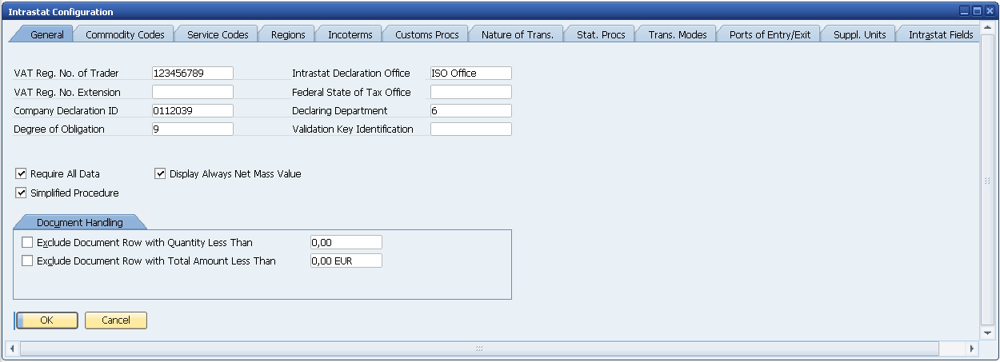 Intrastat Configuration
General Commodity Codes Service Codes Regions Incoterms Customs Procs Nature of Trans. Stat. Procs Trans. Modes Ports of Entry/Exit Suppl. Units Intrastat Fields
VAT Reg. No. of Trader 123456789 Intrastat Declaration Office ISO Office
VAT Reg. No. Extension Federal State of Tax Office
Company Declaration ID 0112039 Declaring Department 6
Degree of Obligation 9 Validation Key Identification
Require All Data Display Always Net Mass Value
Simplified Procedure
Document Handling
Exclude Document Row with Quantity Less Than 0,00
Exclude Document Row with Total Amount Less Than 0,00 EUR
OK Cancel